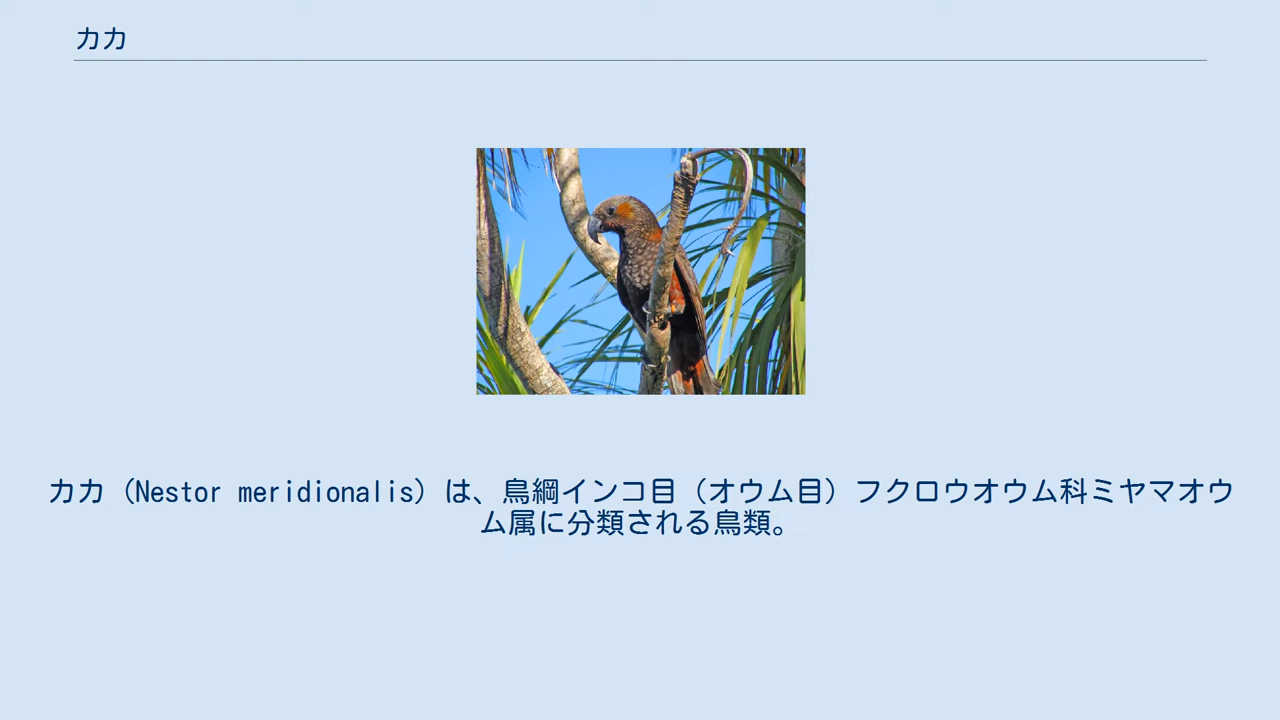 カカ
カカ（Nestor meridionalis）は、鳥綱インコ目（オウム目）フクロウオウム科ミヤマオウ
ム属に分類される鳥類。